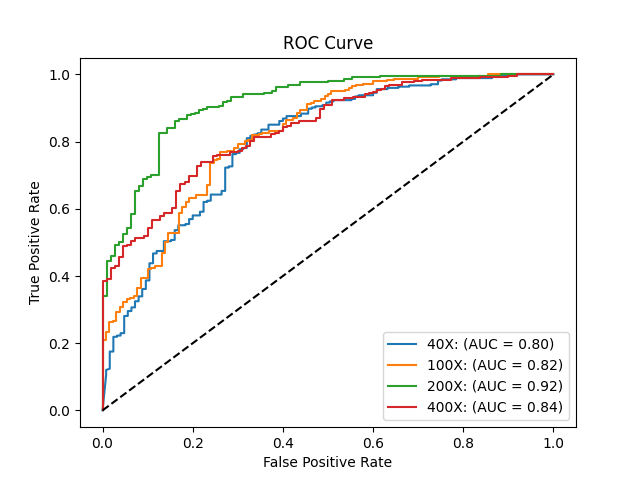 ROC Curve
True Positive Rate
1.0
0.8
0.6
0.4
0.2
0.0
40X: (AUC = 0.80)
100X: (AUC = 0.82)
200X: (AUC = 0.92)
400X: (AUC = 0.84)
0.0 0.2 0.4 0.6 0.8 1.0
False Positive Rate